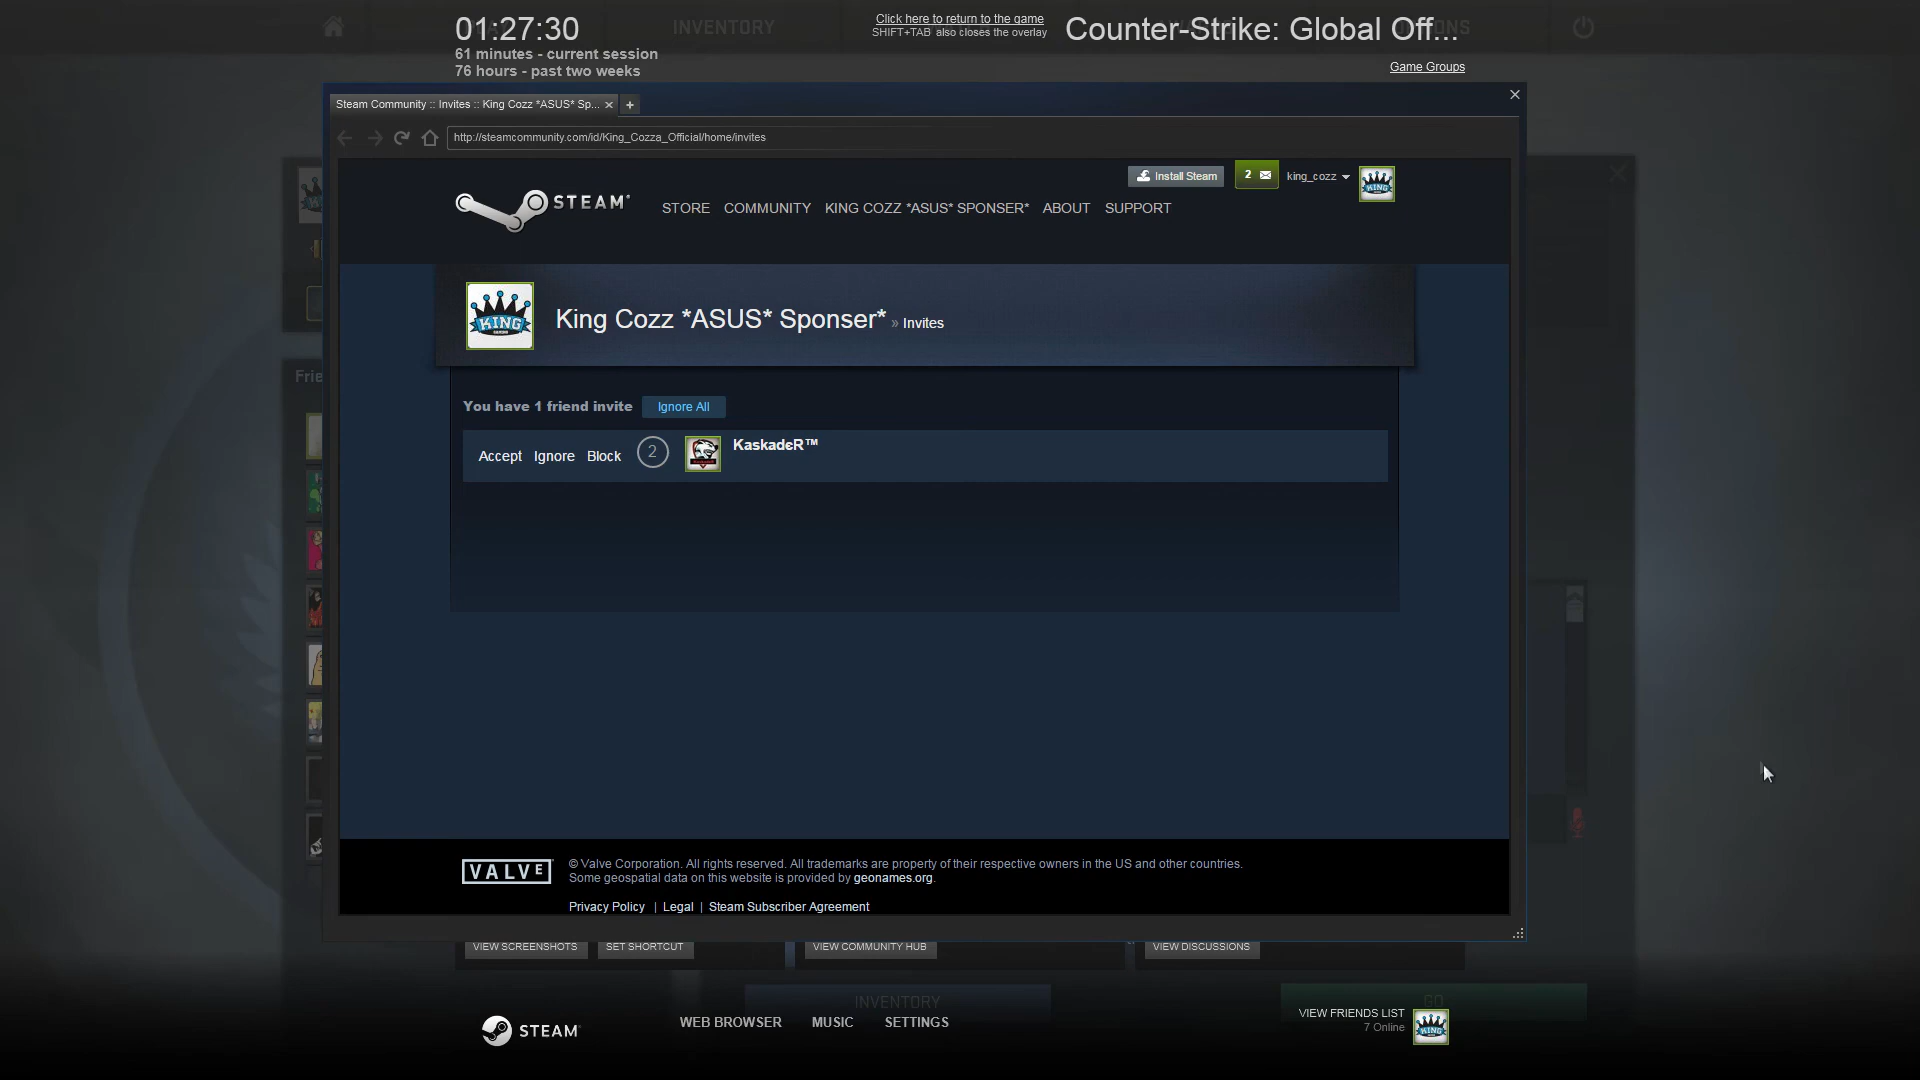 01:27:30
61 minutes - current session
76 hours - past two weeks
INVENTORY
Click here to return to the game
SHIFT+TAB also closes the overlay
Counter-Strike: Global Off...
Game Groups
Steam Community :: Invites :: King Cozz *ASUS* Sp...
http://steamcommunity.com/id/King_Cozza_Official/home/invites
Install Steam
2
king_cozz
STEAM
STORE COMMUNITY KING COZZ *ASUS* SPONSER* ABOUT SUPPORT
KING
King Cozz *ASUS* Sponser* » Invites
Frie
You have 1 friend invite Ignore All
Accept Ignore Block 2 KaskadєR™
VALVE
© Valve Corporation. All rights reserved. All trademarks are property of their respective owners in the US and other countries.
Some geospatial data on this website is provided by geonames.org.
Privacy Policy | Legal | Steam Subscriber Agreement
VIEW SCREENSHOTS SET SHORTCUT VIEW COMMUNITY HUB VIEW DISCUSSIONS
INVENTORY
GO
STEAM
WEB BROWSER MUSIC SETTINGS
VIEW FRIENDS LIST
7 Online
KING